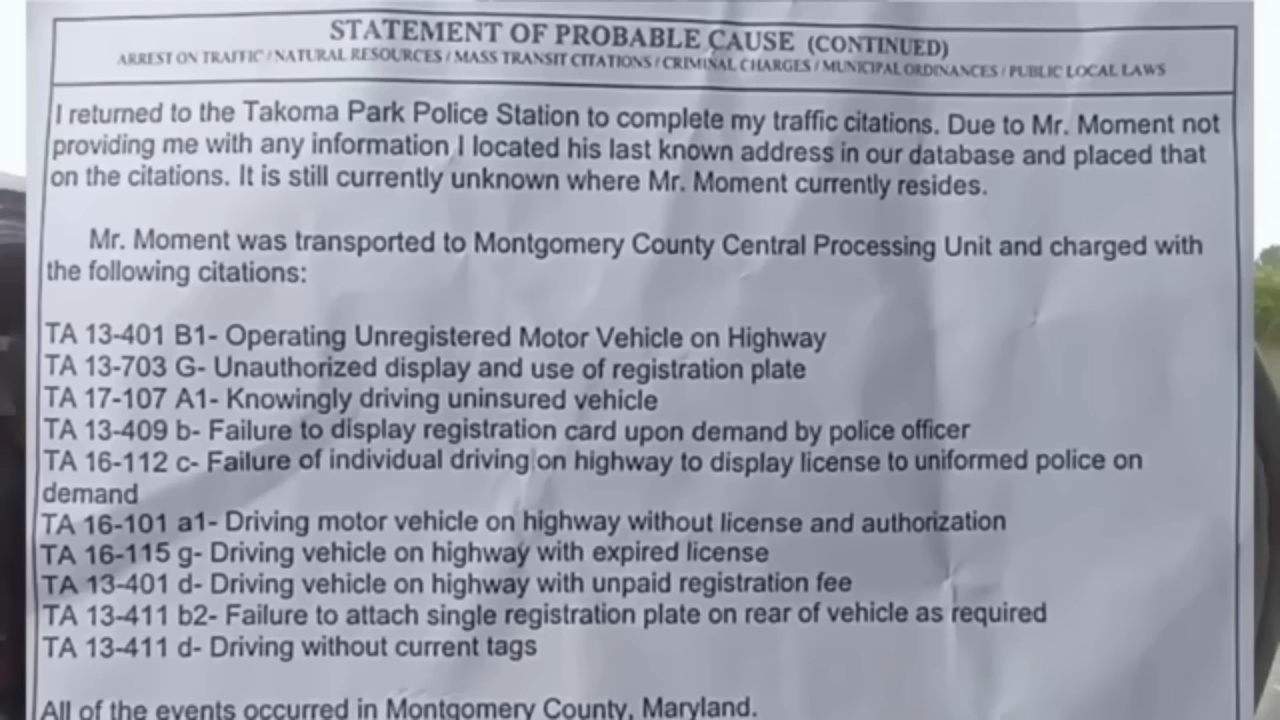 STATEMENT OF PROBABLE CAUSE (CONTINUED)
ARREST ON TRAFFIC / NATURAL RESOURCES / MASS TRANSIT CITATIONS / CRIMINAL CHARGES / MUNICIPAL ORDINANCES / PUBLIC LOCAL LAWS
I returned to the Takoma Park Police Station to complete my traffic citations. Due to Mr. Moment not
providing me with any information I located his last known address in our database and placed that
on the citations. It is still currently unknown where Mr. Moment currently resides.
Mr. Moment was transported to Montgomery County Central Processing Unit and charged with
the following citations:
TA 13-401 B1- Operating Unregistered Motor Vehicle on Highway
TA 13-703 G- Unauthorized display and use of registration plate
TA 17-107 A1- Knowingly driving uninsured vehicle
TA 13-409 b- Failure to display registration card upon demand by police officer
TA 16-112 c- Failure of individual driving on highway to display license to uniformed police on
demand
TA 16-101 a1- Driving motor vehicle on highway without license and authorization
TA 16-115 g- Driving vehicle on highway with expired license
TA 13-401 d- Driving vehicle on highway with unpaid registration fee
TA 13-411 b2- Failure to attach single registration plate on rear of vehicle as required
TA 13-411 d- Driving without current tags
All of the events occurred in Montgomery County, Maryland.